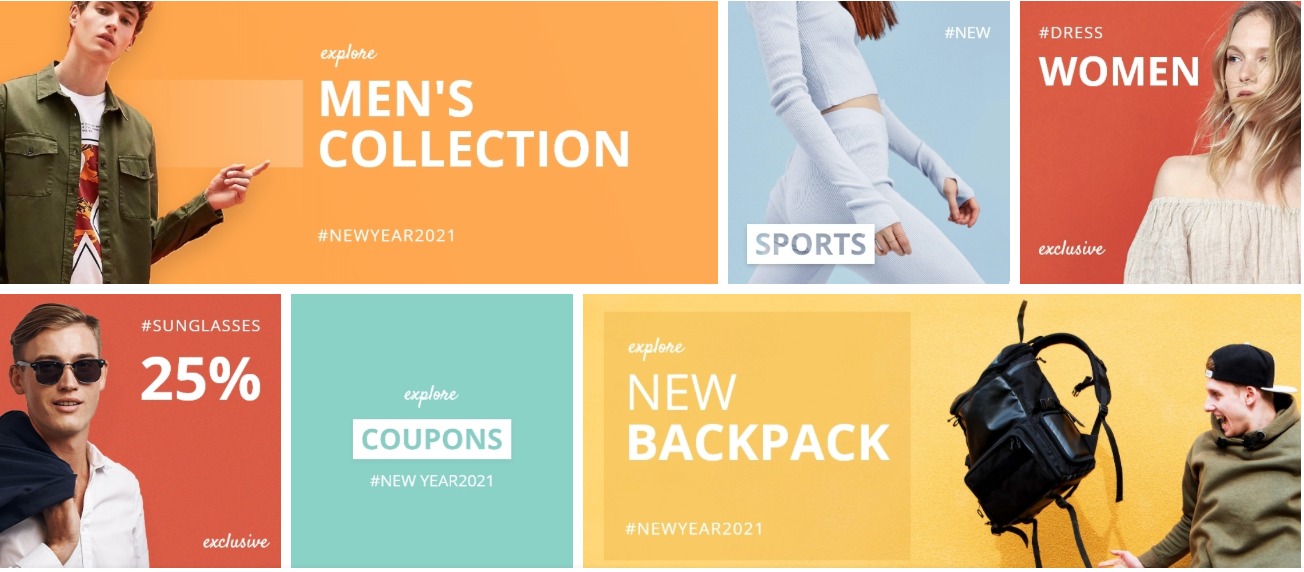 explore
MEN'S
COLLECTION
#NEWYEAR2021
#NEW
SPORTS
#DRESS
WOMEN
exclusive
#SUNGLASSES
25%
exclusive
explore
COUPONS
#NEW YEAR2021
explore
NEW
BACKPACK
#NEWYEAR2021